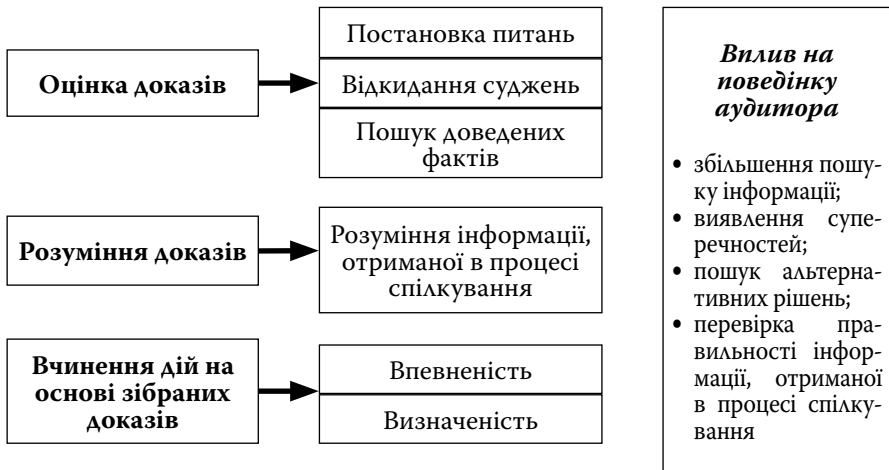 Оцінка доказів
Постановка питань
Відкидання суджень
Пошук доведених
фактів
Розуміння доказів
Розуміння інформації,
отриманої в процесі
спілкування
Вчинення дій на
основі зібраних
доказів
Впевненість
Визначеність
Вплив на
поведінку
аудитора
• збільшення пошу-
ку інформації;
• виявлення супе-
речностей;
• пошук альтерна-
тивних рішень;
• перевірка пра-
вильності інфор-
мації, отриманої
в процесі спілку-
вання